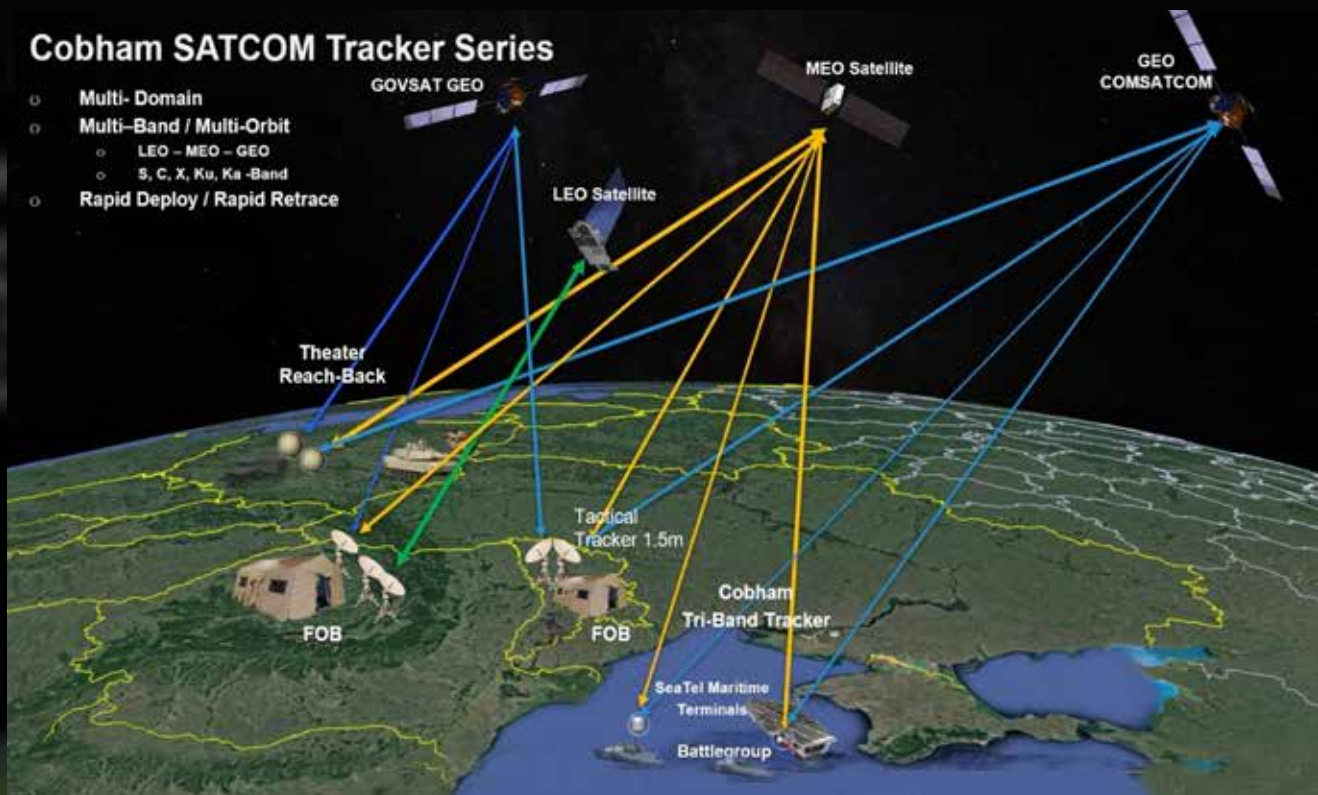 Cobham SATCOM Tracker Series
o Multi- Domain
o Multi–Band / Multi-Orbit
o LEO – MEO – GEO
o S, C, X, Ku, Ka -Band
o Rapid Deploy / Rapid Retrace
GOVSAT GEO
MEO Satellite
GEO
COMSATCOM
LEO Satellite
Theater
Reach-Back
Tactical
Tracker 1.5m
FOB
FOB
Cobham
Tri-Band Tracker
SeaTel Maritime
Terminals
Battlegroup